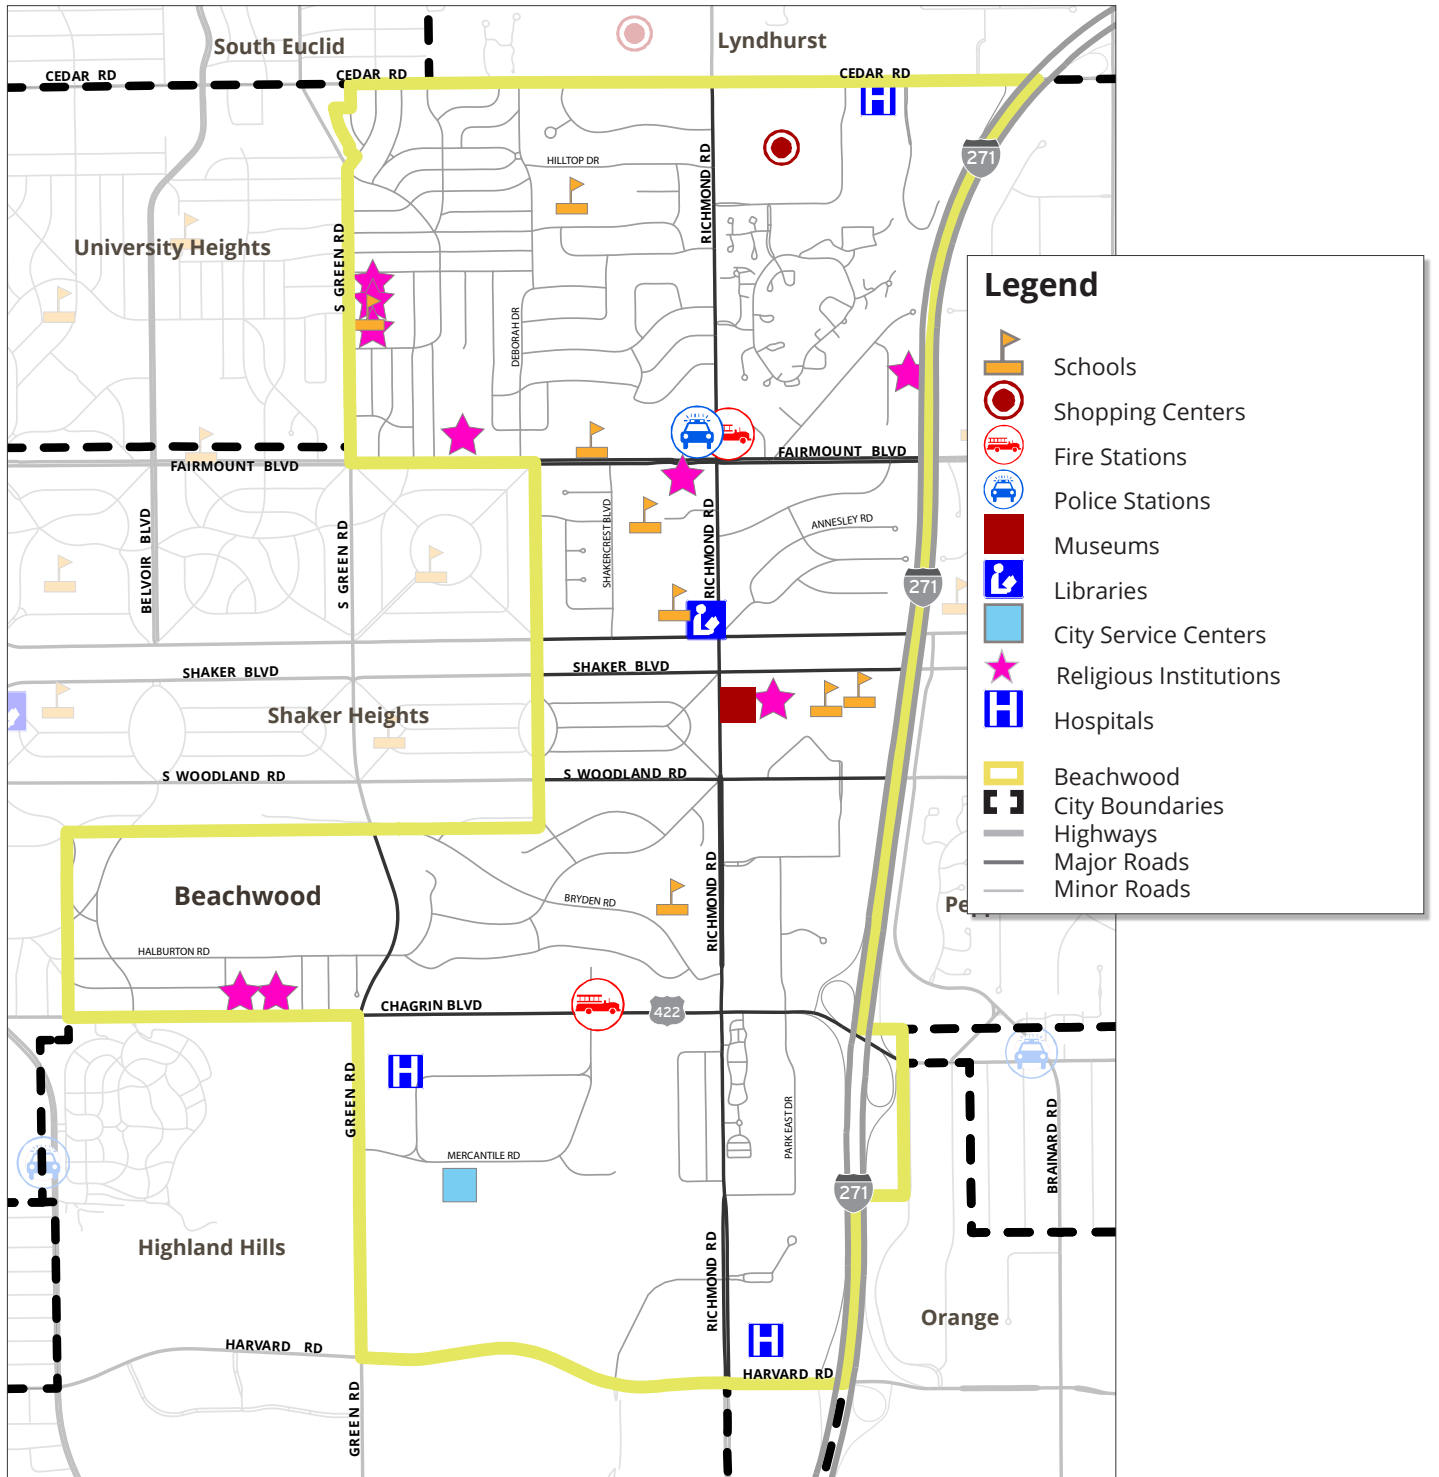 South Euclid
Lyndhurst
CEDAR RD
CEDAR RD
CEDAR RD
271
HILLTOP DR
RICHMOND RD
University Heights
S GREEN RD
DEBORAH DR
FAIRMOUNT BLVD
FAIRMOUNT BLVD
BELVOIR BLVD
S GREEN RD
SHAKERCREST BLVD
RICHMOND RD
ANNESLEY RD
271
SHAKER BLVD
SHAKER BLVD
Shaker Heights
S WOODLAND RD
S WOODLAND RD
Beachwood
BRYDEN RD
RICHMOND RD
HALBURTON RD
CHAGRIN BLVD
422
GREEN RD
PARK EAST DR
BRAINARD RD
MERCANTILE RD
271
Highland Hills
RICHMOND RD
Orange
HARVARD RD
HARVARD RD
GREEN RD
H
H
H
Legend
Schools
Shopping Centers
Fire Stations
Police Stations
Museums
Libraries
City Service Centers
Religious Institutions
H
Hospitals
Beachwood
City Boundaries
Highways
Major Roads
Minor Roads